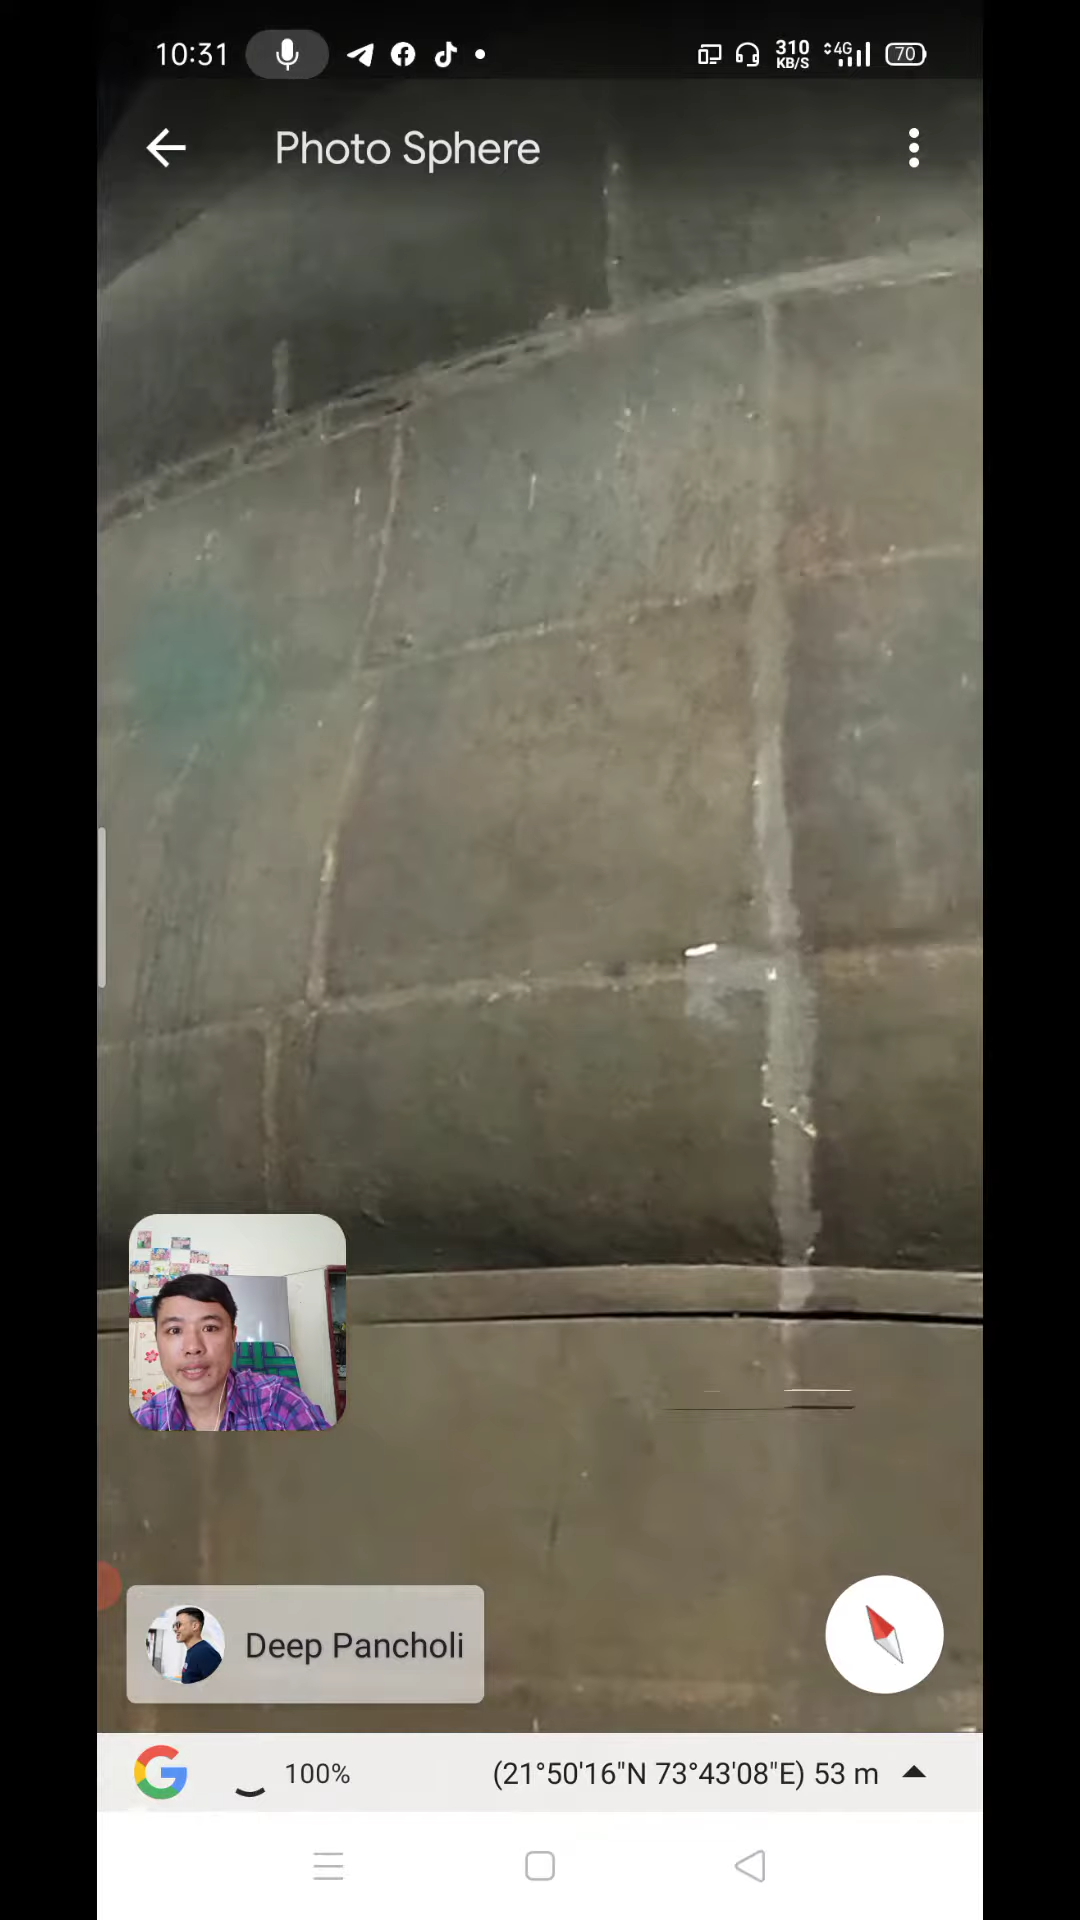 10:31
310
KB/S
4G
70
Photo Sphere
Deep Pancholi
100%
(21°50'16"N 73°43'08"E) 53 m